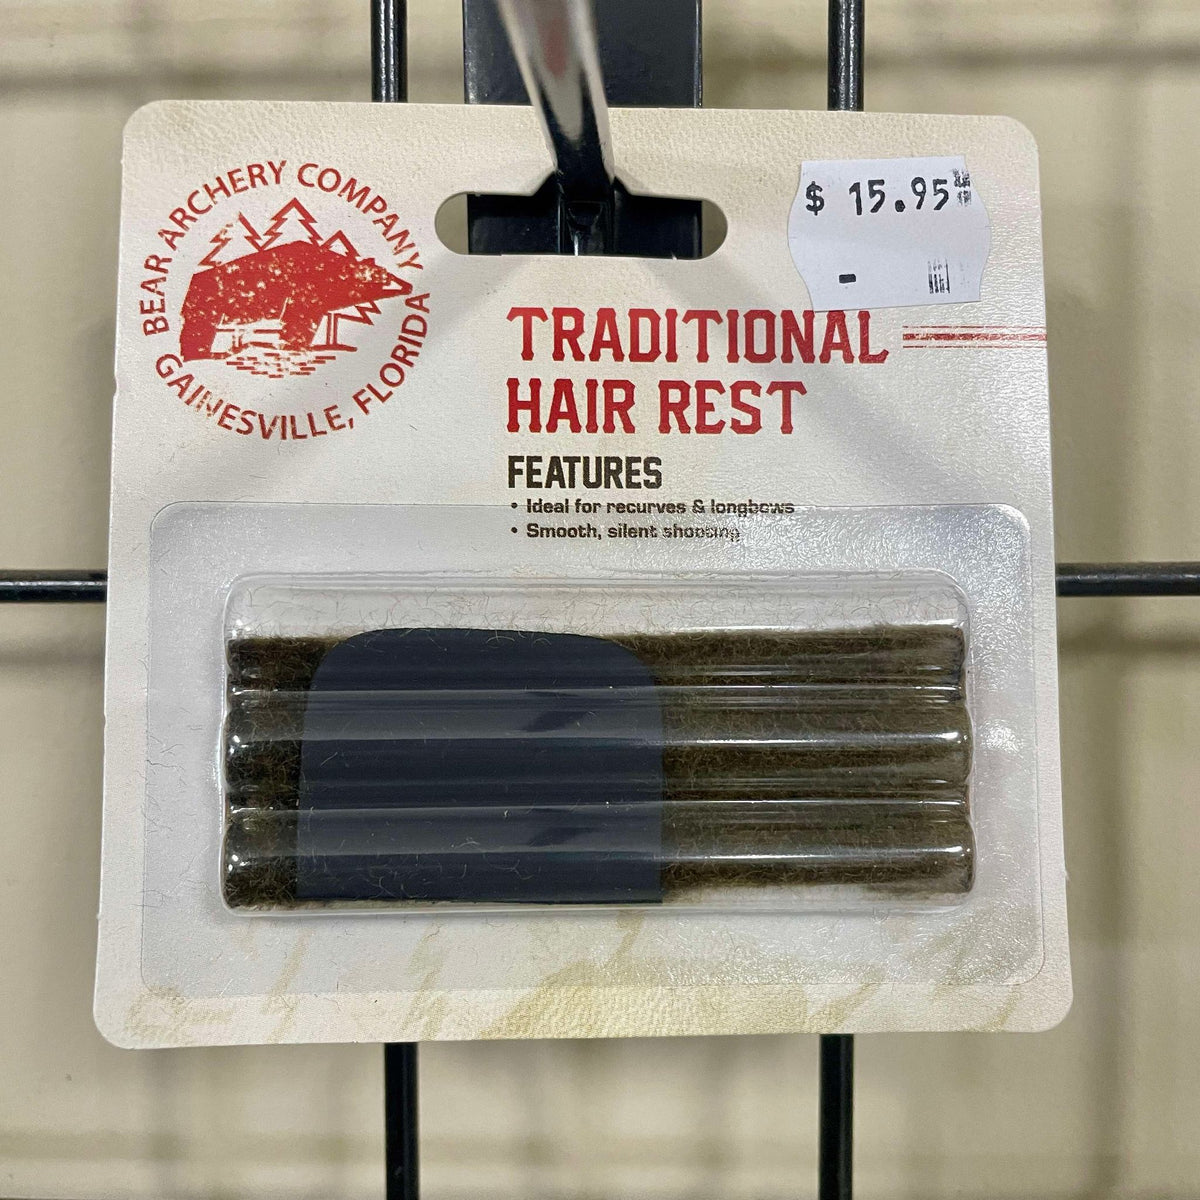 BEAR ARCHERY COMPANY
GAINESVILLE, FLORIDA
$ 15.95
-
TRADITIONAL
HAIR REST
FEATURES
• Ideal for recurves & longbows
• Smooth, silent shooting